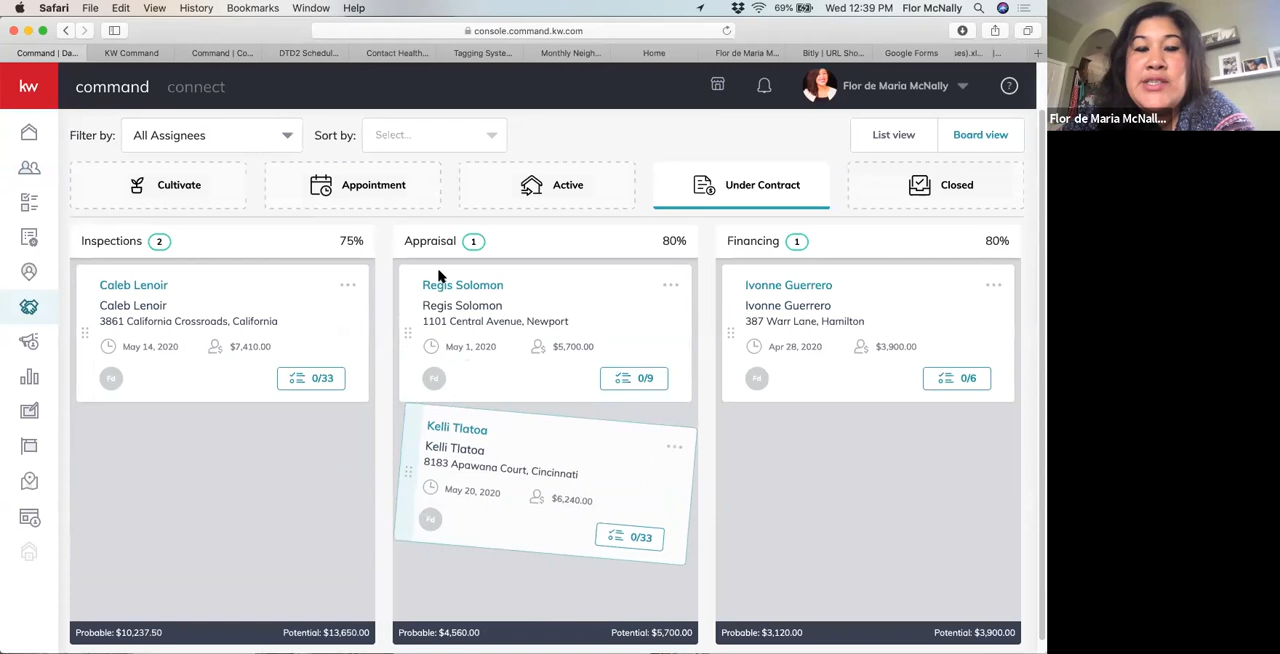 Safari File Edit View History Bookmarks Window Help 69% Wed 12:39 PM Flor McNally
console.command.kw.com
Command | Da... KW Command Command | Co... DTD2 Schedul... Contact Health... Tagging Syste... Monthly Neigh... Home Flor de Maria M... Bitly | URL Sho... Google Forms ses).xl... |...
kw command connect Flor de Maria McNally ?
Flor de Maria McNall...
Filter by: All Assignees Sort by: Select... List view Board view
Cultivate Appointment Active Under Contract Closed
Inspections 2 75% Appraisal 1 80% Financing 1 80%
Caleb Lenoir
Caleb Lenoir
3861 California Crossroads, California
May 14, 2020 $7,410.00
Fd 0/33
Regis Solomon
Regis Solomon
1101 Central Avenue, Newport
May 1, 2020 $5,700.00
Fd 0/9
Kelli Tlatoa
Kelli Tlatoa
8183 Apawana Court, Cincinnati
May 20, 2020 $6,240.00
Fd 0/33
Ivonne Guerrero
Ivonne Guerrero
387 Warr Lane, Hamilton
Apr 28, 2020 $3,900.00
Fd 0/6
Probable: $10,237.50 Potential: $13,650.00 Probable: $4,560.00 Potential: $5,700.00 Probable: $3,120.00 Potential: $3,900.00